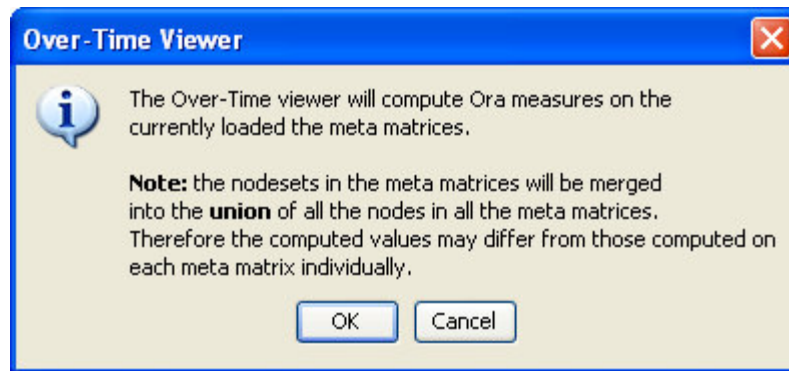 Over-Time Viewer
The Over-Time viewer will compute Ora measures on the
currently loaded the meta matrices.
Note: the nodesets in the meta matrices will be merged
into the union of all the nodes in all the meta matrices.
Therefore the computed values may differ from those computed on
each meta matrix individually.
OK
Cancel